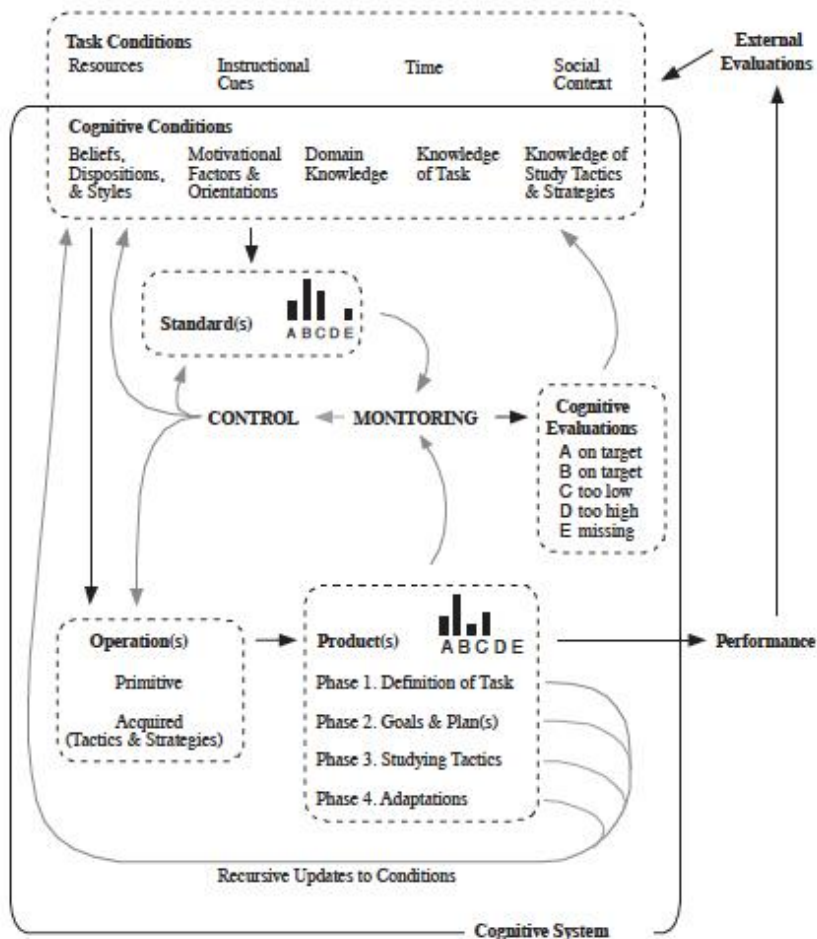 Task Conditions
Resources
Instructional
Cues
Time
Social
Context
External
Evaluations
Cognitive Conditions
Beliefs,
Dispositions,
& Styles
Motivational
Factors &
Orientations
Domain
Knowledge
Knowledge
of Task
Knowledge of
Study Tactics
& Strategies
Standard(s)
A B C D E
CONTROL
MONITORING
Cognitive
Evaluations
A on target
B on target
C too low
D too high
E missing
Operation(s)
Primitive
Acquired
(Tactics & Strategies)
Product(s)
A B C D E
Phase 1. Definition of Task
Phase 2. Goals & Plan(s)
Phase 3. Studying Tactics
Phase 4. Adaptations
Performance
Recursive Updates to Conditions
Cognitive System